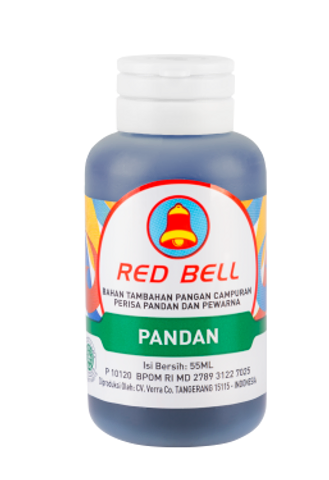 RED BELL
BAHAN TAMBAHAN PANGAN CAMPURAN
PERISA PANDAN DAN PEWARNA
PANDAN
Isi Bersih: 55ML
P 10120 BPOM RI MD 2789 3122 7025
Diproduksi Oleh: CV. Verra Co. TANGERANG 15115 - INDONESIA